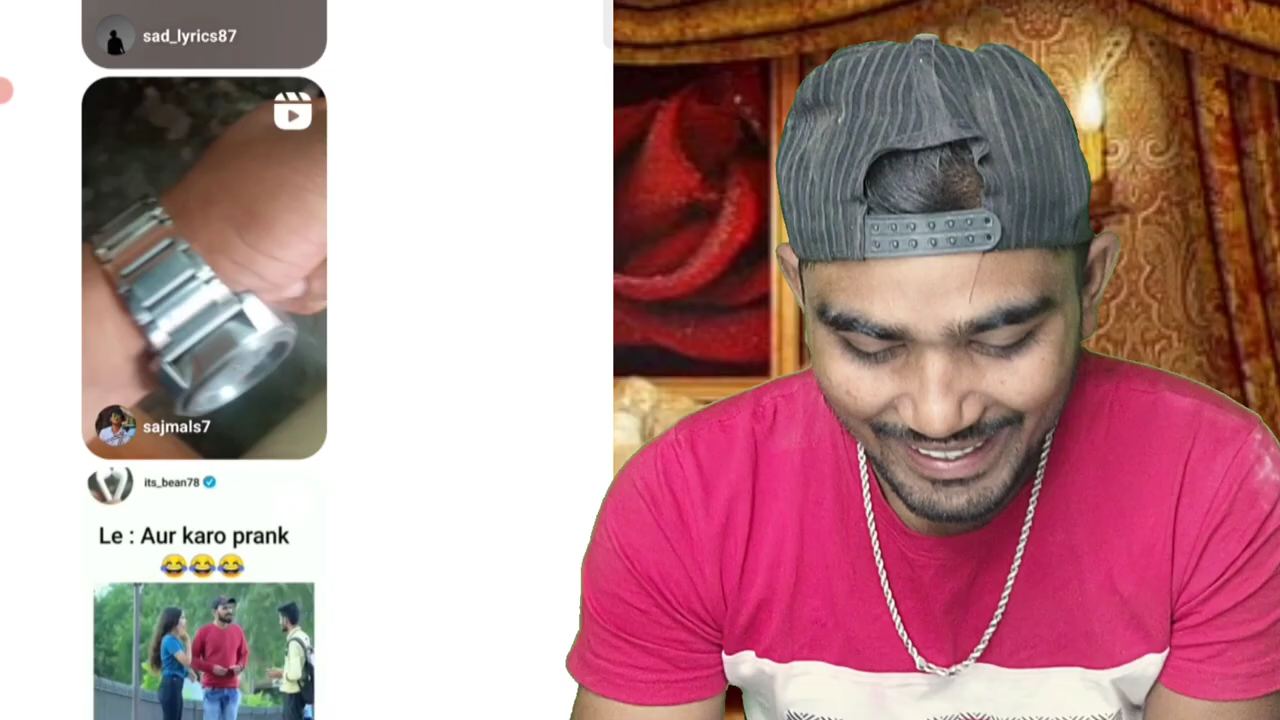 sad_lyrics87
sajmals7
its_bean78
Le : Aur karo prank
😂😂😂